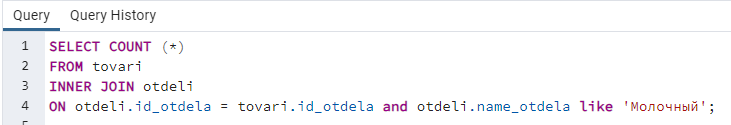 Query Query History
1 SELECT COUNT (*)
2 FROM tovari
3 INNER JOIN otdeli
4 ON otdeli.id_otdela = tovari.id_otdela and otdeli.name_otdela like 'Молочный';